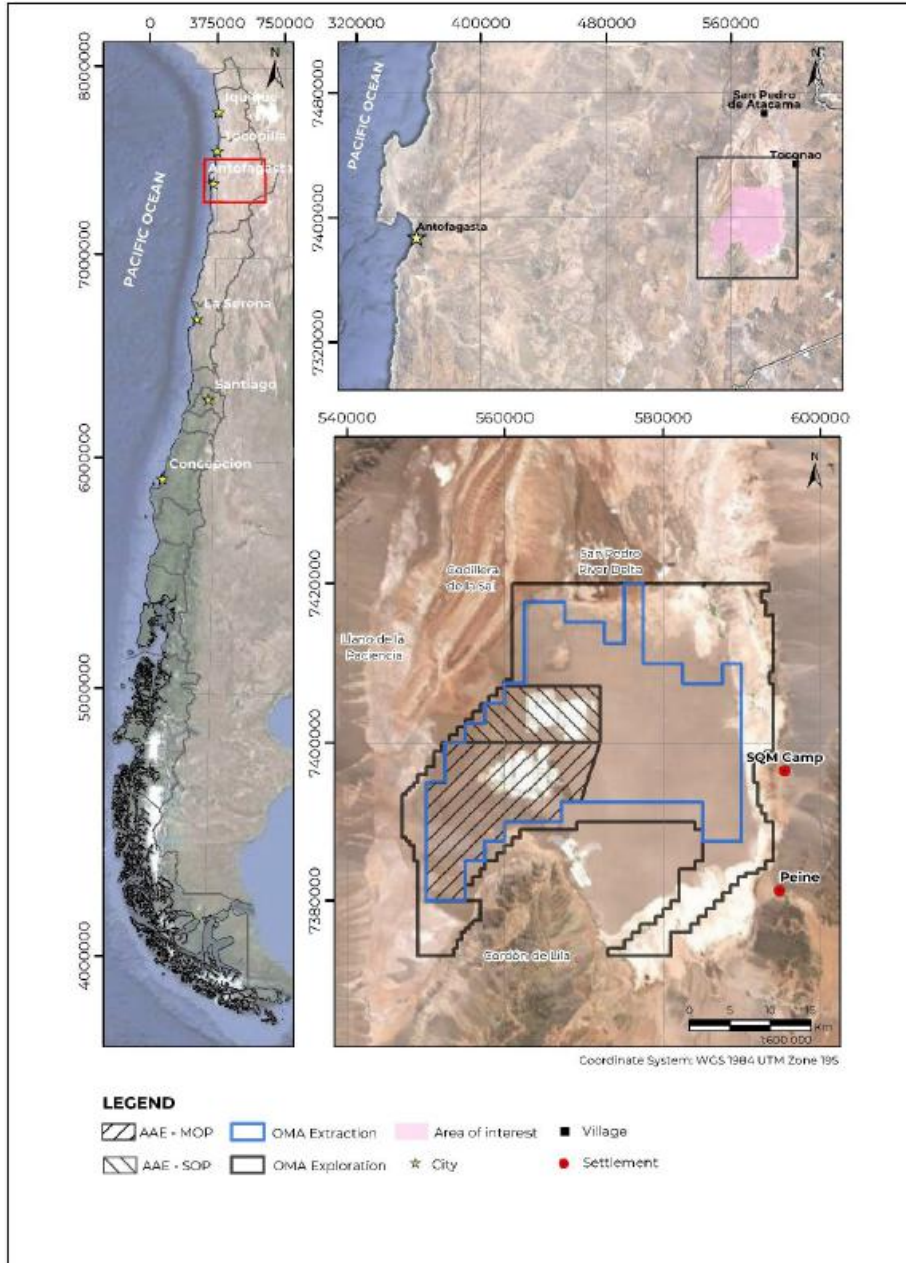 0 375000 750000
8000000
7000000
6000000
5000000
4000000
N
PACIFIC OCEAN
Iquique
Tocopilla
Antofagasta
La Serena
Santiago
Concepcion
320000 400000 480000 560000
7480000
7400000
7320000
N
PACIFIC OCEAN
San Pedro
de Atacama
Toconao
Antofagasta
540000 560000 580000 600000
7420000
7400000
7380000
N
San Pedro
River Delta
Codillera
de la Sal
Llano de la
Paciencia
SQM Camp
Peine
Cordón de Lila
0 5 10 15
Km
1:600 000
Coordinate System: WGS 1984 UTM Zone 19S
LEGEND
AAE - MOP OMA Extraction Area of interest Village
AAE - SOP OMA Exploration City Settlement